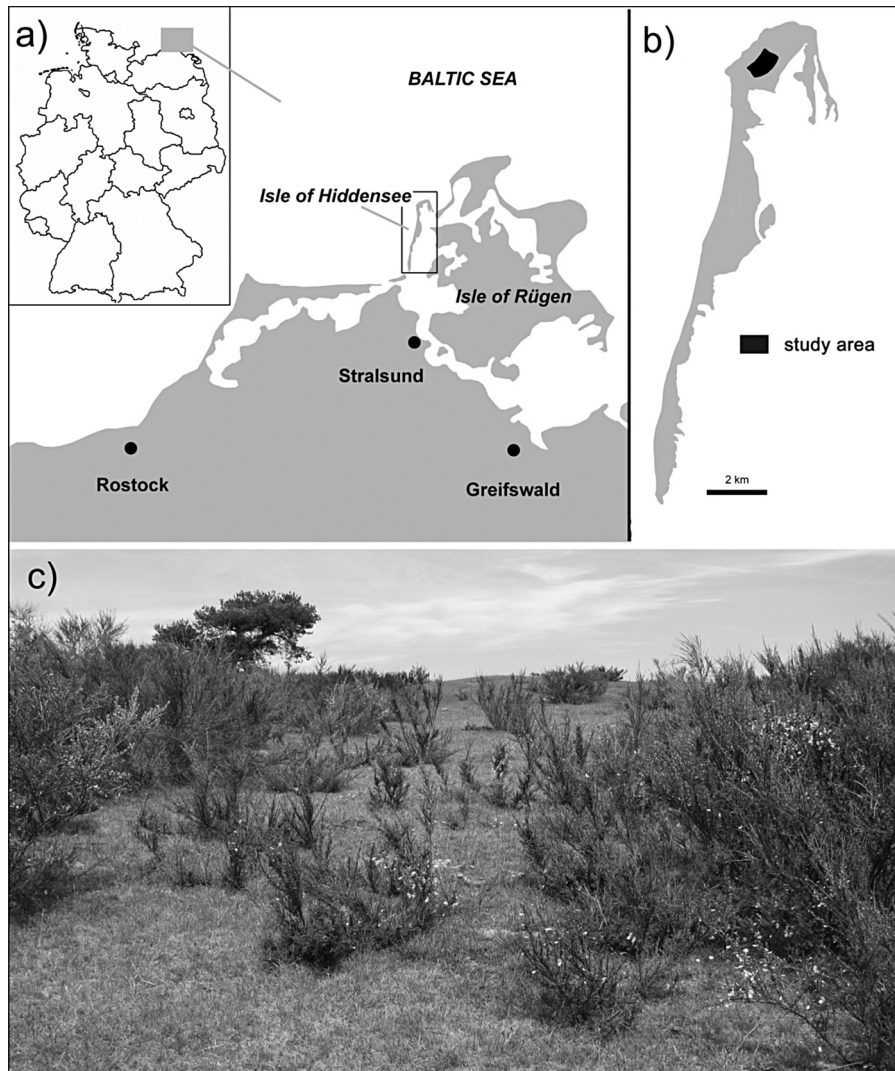 a)
BALTIC SEA
Isle of Hiddensee
Isle of Rügen
Stralsund
Rostock
Greifswald
b)
study area
2 km
c)